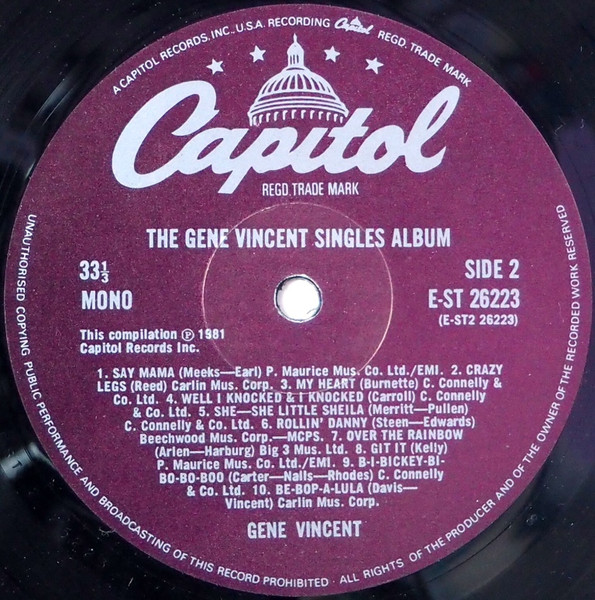 A CAPITOL RECORDS, INC., U.S.A. RECORDING Capitol REGD. TRADE MARK
Capitol
REGD. TRADE MARK
THE GENE VINCENT SINGLES ALBUM
33⅓
MONO
SIDE 2
E-ST 26223
(E-ST2 26223)
This compilation Ⓟ 1981
Capitol Records Inc.
1. SAY MAMA (Meeks—Earl) P. Maurice Mus. Co. Ltd./EMI. 2. CRAZY
LEGS (Reed) Carlin Mus. Corp. 3. MY HEART (Burnette) C. Connelly &
Co. Ltd. 4. WELL I KNOCKED & I KNOCKED (Carroll) C. Connelly
& Co. Ltd. 5. SHE—SHE LITTLE SHEILA (Merritt—Pullen)
C. Connelly & Co. Ltd. 6. ROLLIN' DANNY (Steen—Edwards)
Beechwood Mus. Corp.—MCPS. 7. OVER THE RAINBOW
(Arlen—Harburg) Big 3 Mus. Ltd. 8. GIT IT (Kelly)
P. Maurice Mus. Co. Ltd./EMI. 9. B-I-BICKEY-BI-
BO-BO-BOO (Carter—Nalls—Rhodes) C. Connelly
& Co. Ltd. 10. BE-BOP-A-LULA (Davis—
Vincent) Carlin Mus. Corp.
GENE VINCENT
UNAUTHORISED COPYING PUBLIC PERFORMANCE AND BROADCASTING OF THIS RECORD PROHIBITED · ALL RIGHTS OF THE PRODUCER AND OF THE OWNER OF THE RECORDED WORK RESERVED